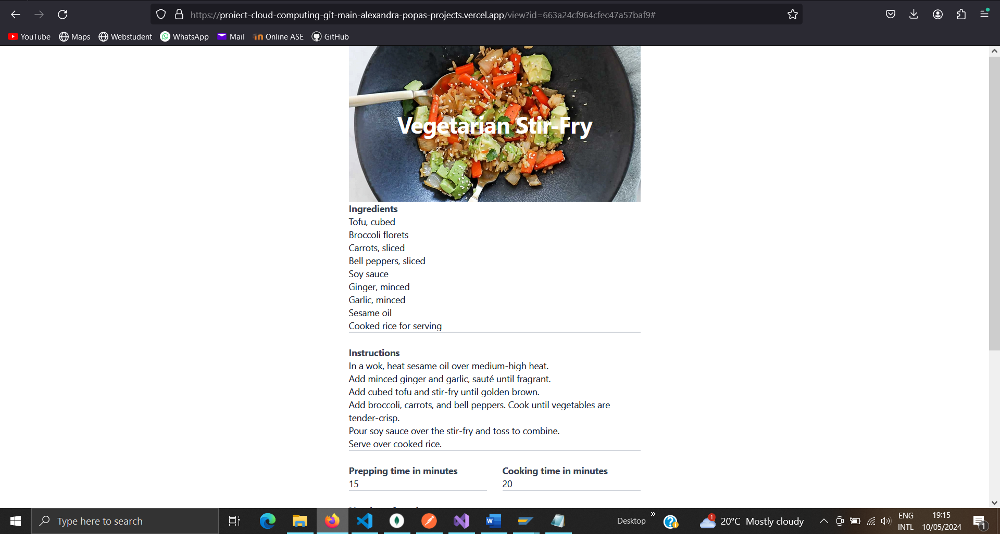 https://proiect-cloud-computing-git-main-alexandra-popas-projects.vercel.app/view?id=663a24cf964cfec47a57baf9#
YouTube Maps Webstudent WhatsApp Mail Online ASE GitHub
Vegetarian Stir-Fry
Ingredients
Tofu, cubed
Broccoli florets
Carrots, sliced
Bell peppers, sliced
Soy sauce
Ginger, minced
Garlic, minced
Sesame oil
Cooked rice for serving
Instructions
In a wok, heat sesame oil over medium-high heat.
Add minced ginger and garlic, sauté until fragrant.
Add cubed tofu and stir-fry until golden brown.
Add broccoli, carrots, and bell peppers. Cook until vegetables are
tender-crisp.
Pour soy sauce over the stir-fry and toss to combine.
Serve over cooked rice.
Prepping time in minutes Cooking time in minutes
15 20
Type here to search
Desktop
1
20°C Mostly cloudy
ENG
INTL
19:15
10/05/2024
1